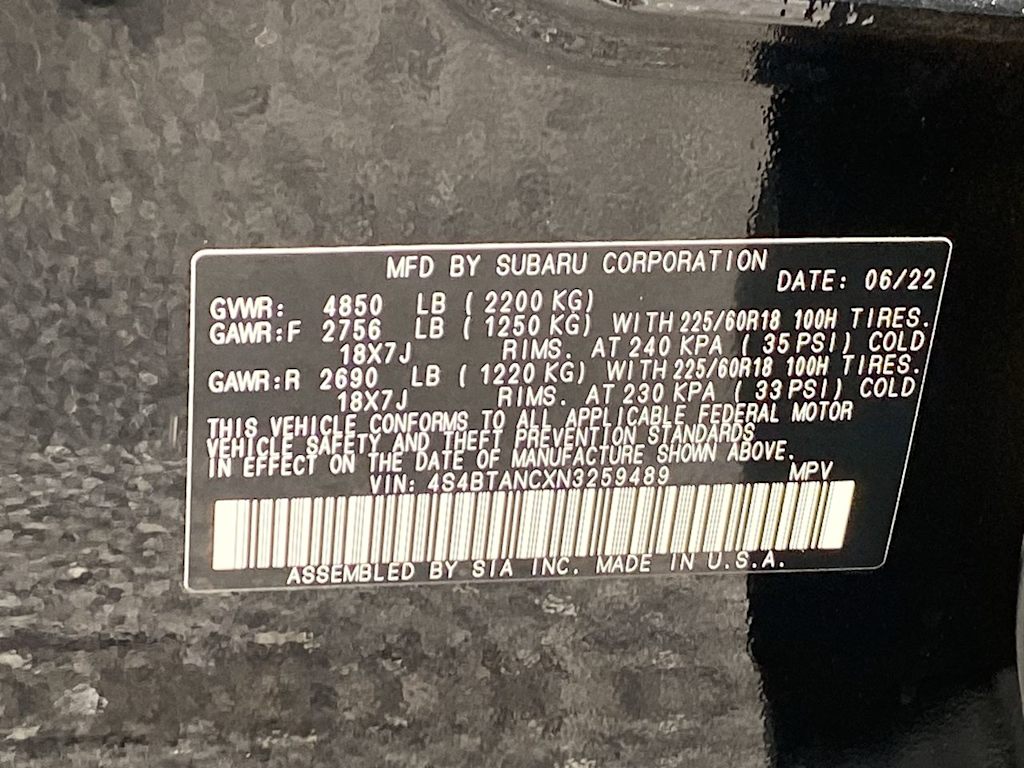 MFD BY SUBARU CORPORATION
DATE: 06/22
GVWR: 4850 LB (2200 KG)
GAWR:F 2756 LB (1250 KG) WITH 225/60R18 100H TIRES.
18X7J RIMS. AT 240 KPA (35 PSI) COLD
GAWR:R 2690 LB (1220 KG) WITH 225/60R18 100H TIRES.
18X7J RIMS. AT 230 KPA (33 PSI) COLD
THIS VEHICLE CONFORMS TO ALL APPLICABLE FEDERAL MOTOR
VEHICLE SAFETY AND THEFT PREVENTION STANDARDS
IN EFFECT ON THE DATE OF MANUFACTURE SHOWN ABOVE.
VIN: 4S4BTANCXN3259489 MPV
ASSEMBLED BY SIA INC. MADE IN U.S.A.